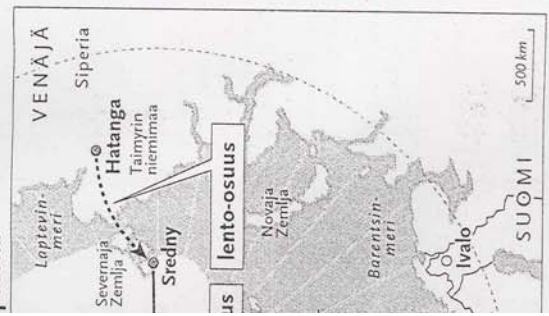 VENÄJÄ
Siperia
Hatanga
Taimyrin
niemimaa
Laptevin-
meri
Severnaja
Zemlja
Sredny
lento-osuus
us
Novaja
Zemlja
Barentsin-
meri
Ivalo
SUOMI
500 km